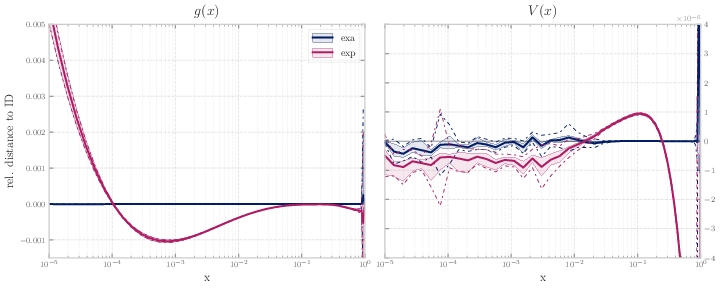 g(x)
V(x)
×10⁻⁶
rel. distance to ID
0.005
0.004
0.003
0.002
0.001
0.000
−0.001
exa
exp
4
3
2
1
0
−1
−2
−3
−4
10⁻⁵ 10⁻⁴ 10⁻³ 10⁻² 10⁻¹ 10⁰
10⁻⁵ 10⁻⁴ 10⁻³ 10⁻² 10⁻¹ 10⁰
x
x